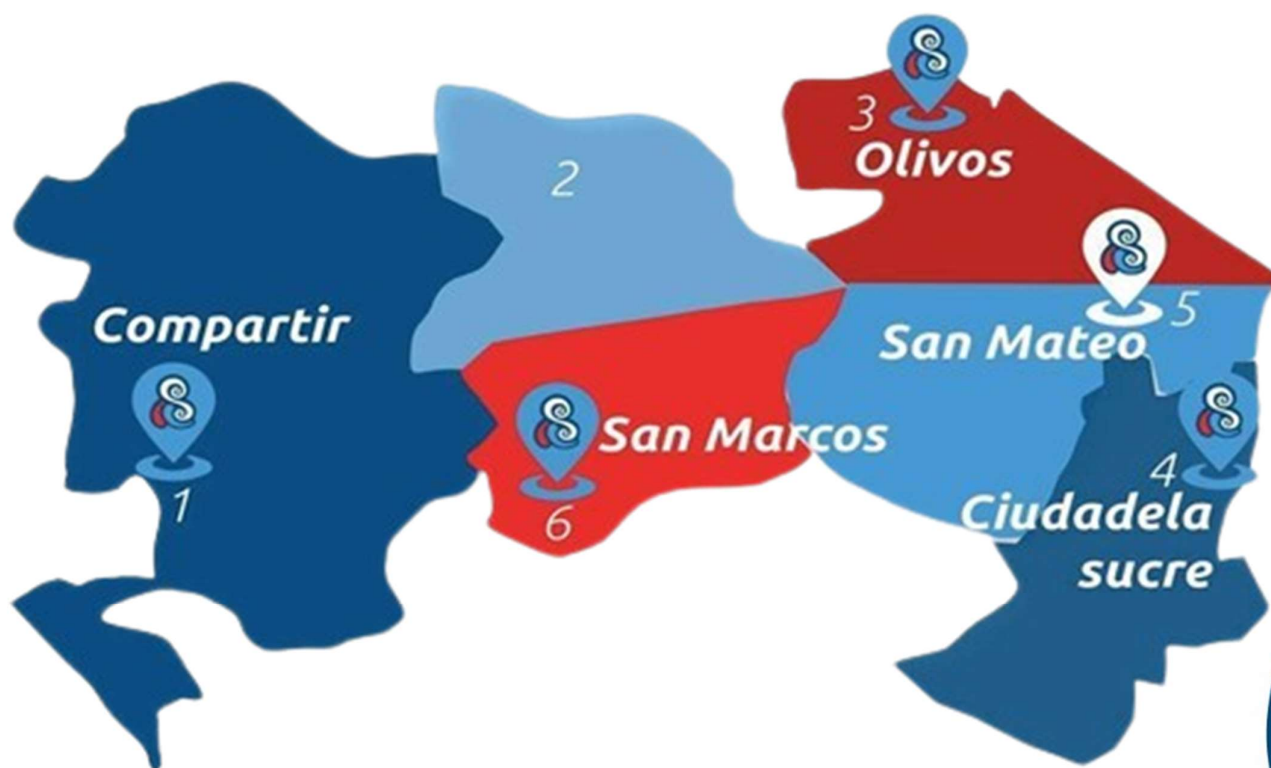 Compartir
1
2
3
Olivos
San Mateo
5
San Marcos
6
4
Ciudadela
sucre